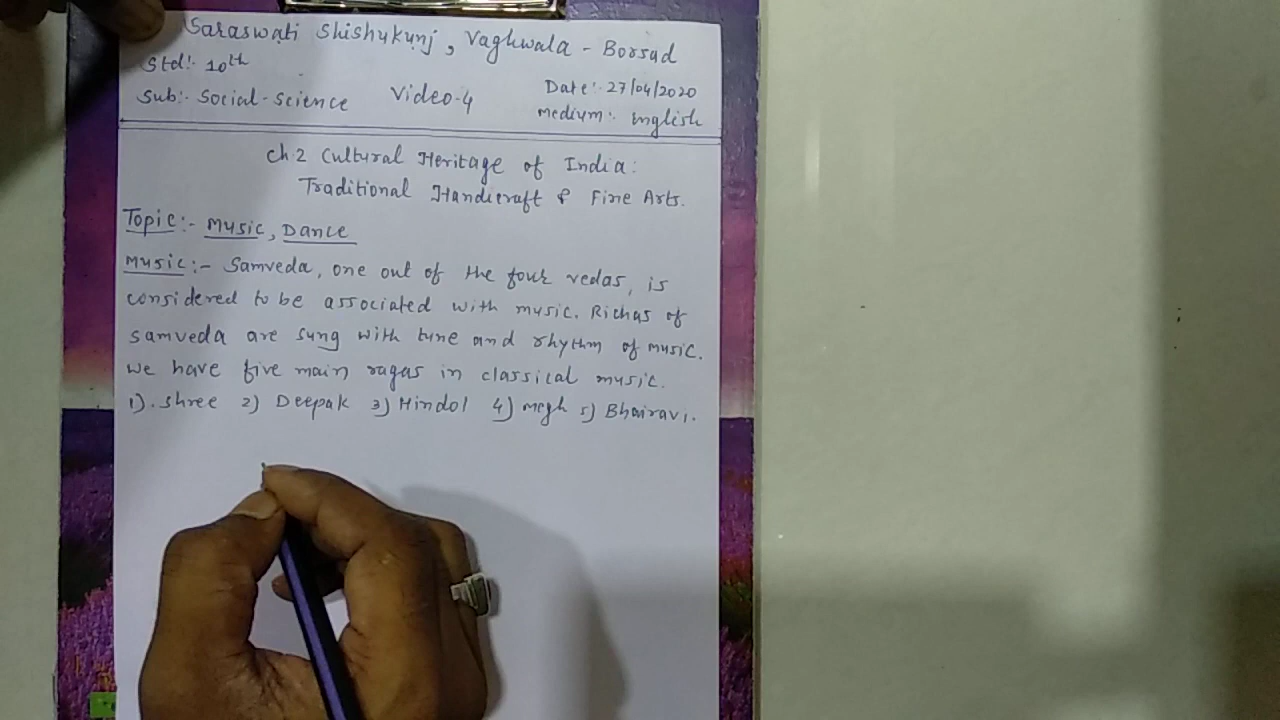 Saraswati Shishukunj, Vaghwala - Borsad
Std:- 10th
Date:- 27/04/2020
Sub:- Social-Science Video-4
Medium:- English
Ch.2 Cultural Heritage of India:
Traditional Handicraft & Fine Arts.
Topic:- Music, Dance
Music:- Samveda, one out of the four vedas, is
considered to be associated with music. Richas of
samveda are sung with tune and rhythm of music.
We have five main ragas in classical music.
1). Shree 2) Deepak 3) Hindol 4) megh 5) Bhairavi.